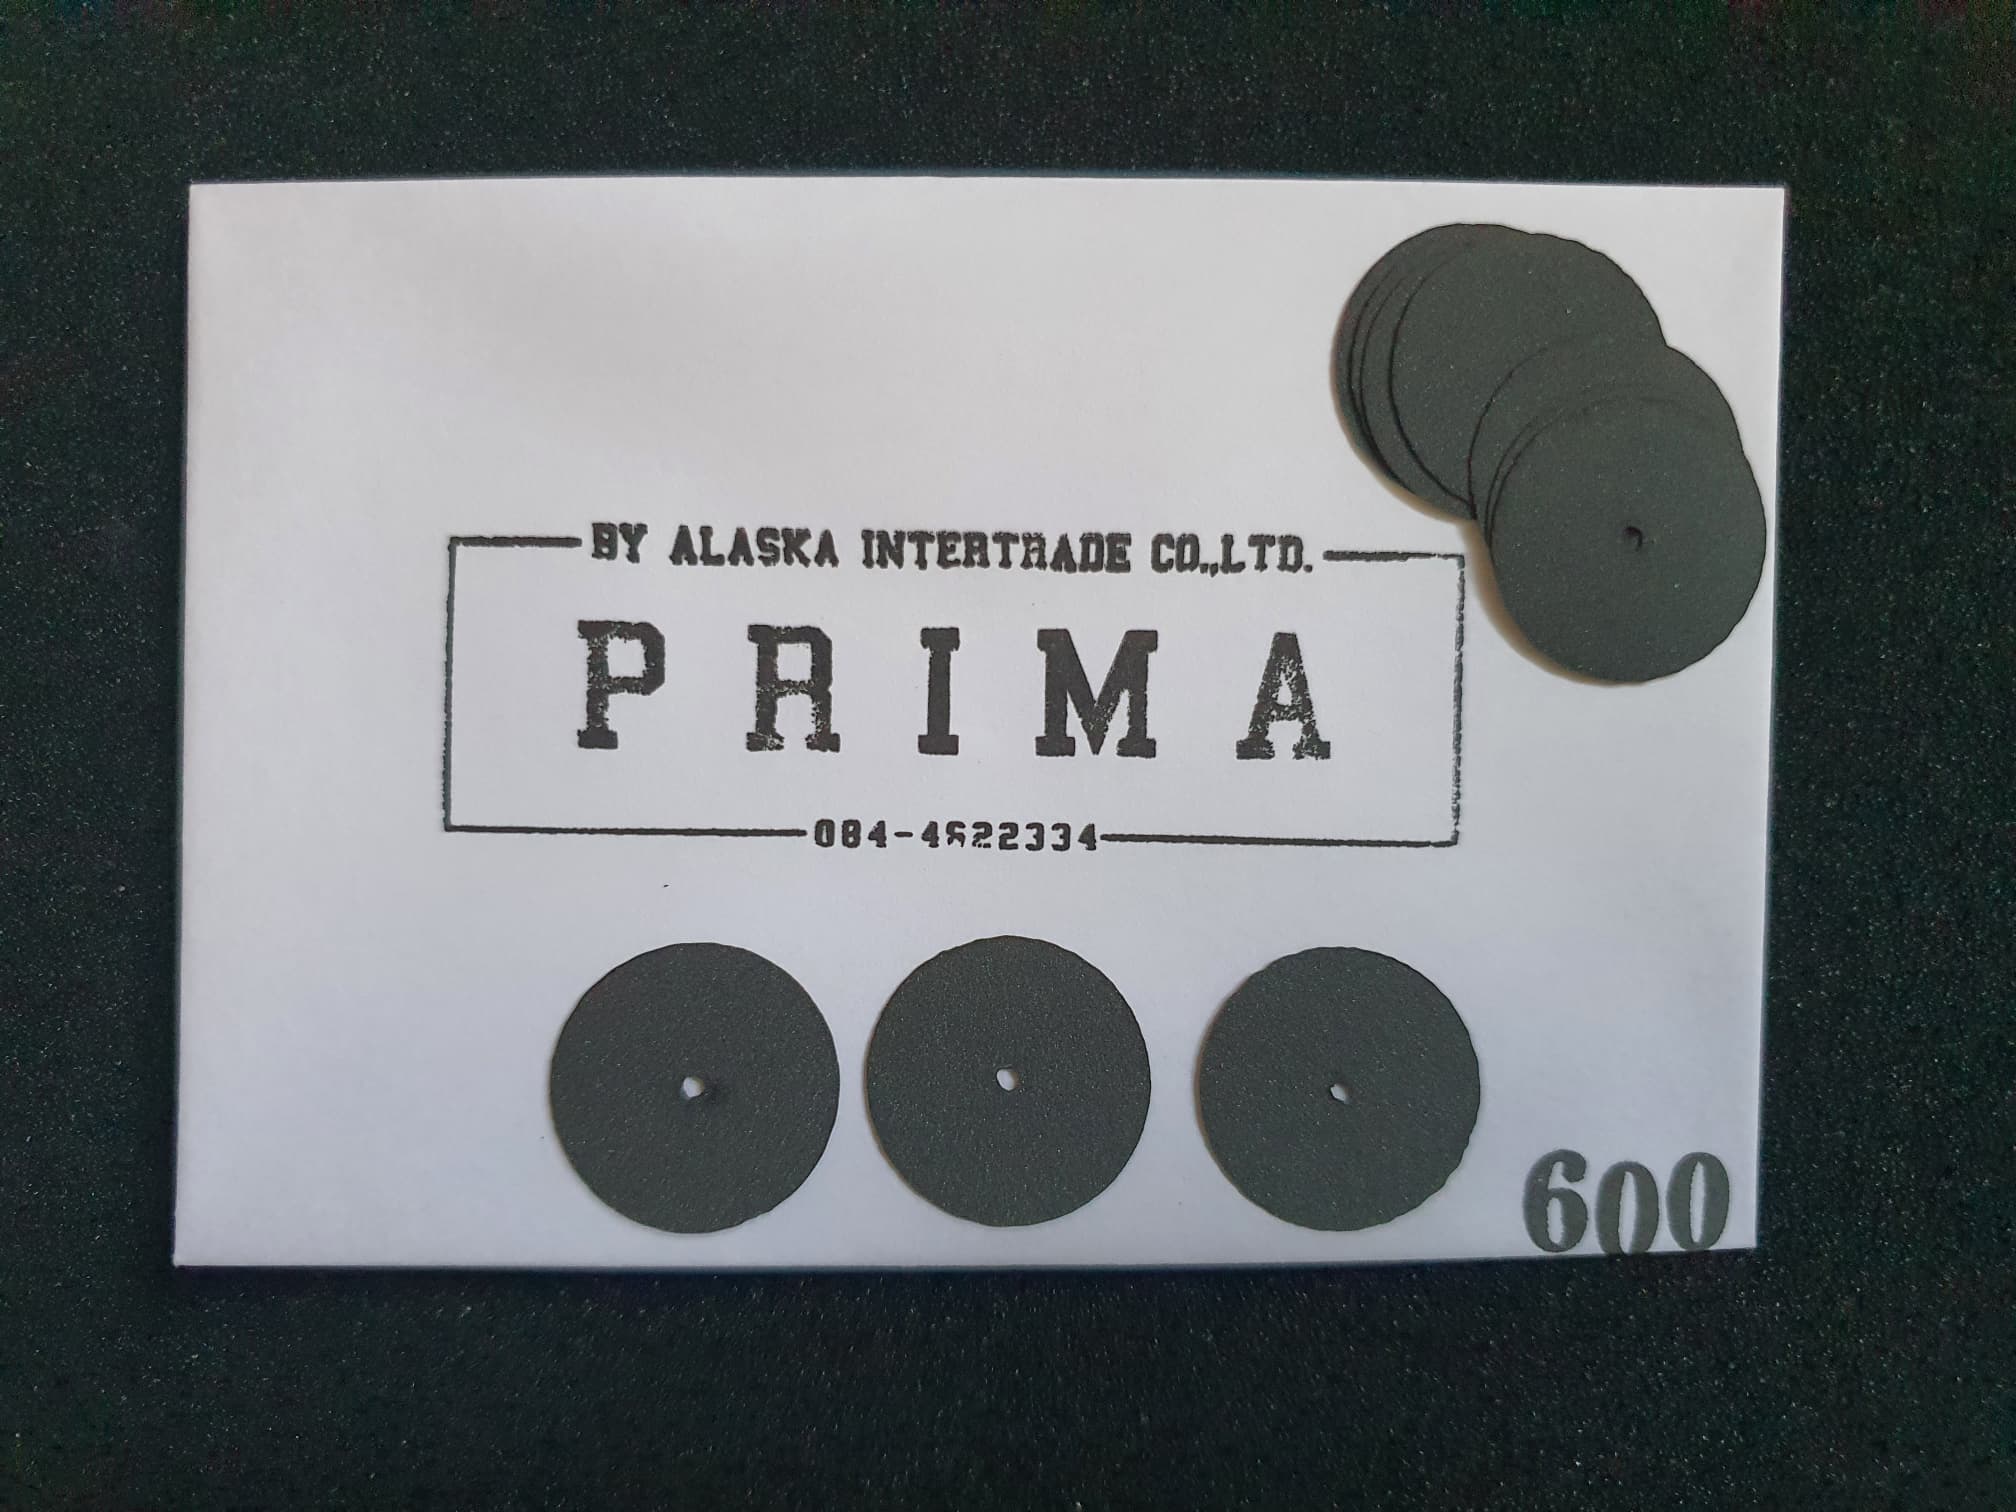 BY ALASKA INTERTRADE CO.,LTD.
PRIMA
084-4622334
600